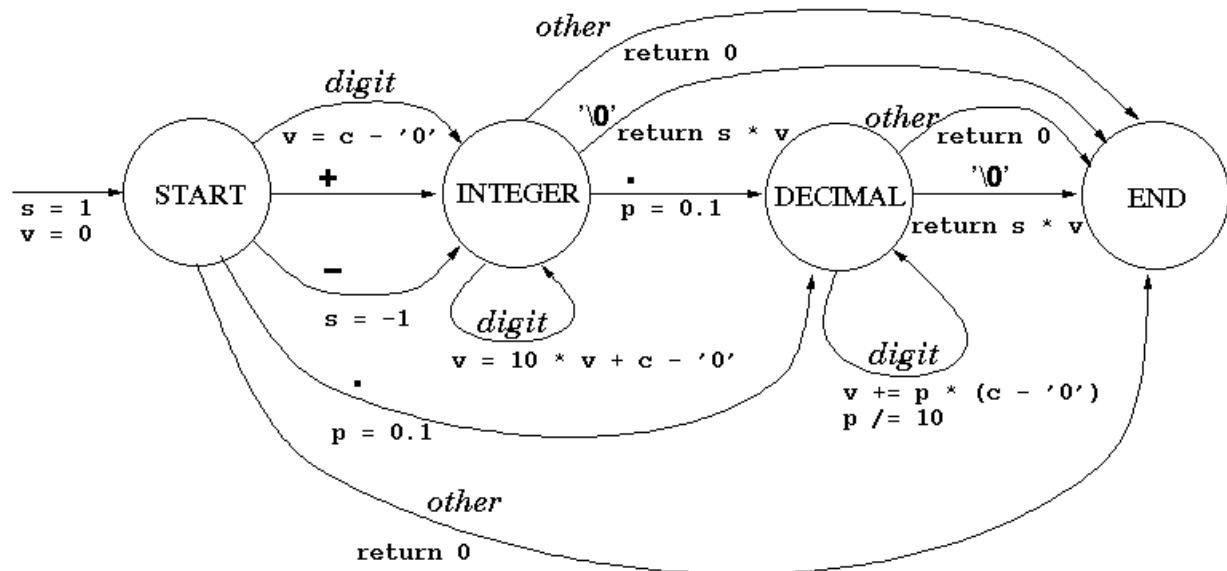 other
return 0
digit
'\0'
v = c - '0'
return s * v
other
return 0
+
START
INTEGER
.
p = 0.1
DECIMAL
'\0'
END
s = 1
v = 0
return s * v
-
s = -1
digit
v = 10 * v + c - '0'
digit
.
p = 0.1
v += p * (c - '0')
p /= 10
other
return 0